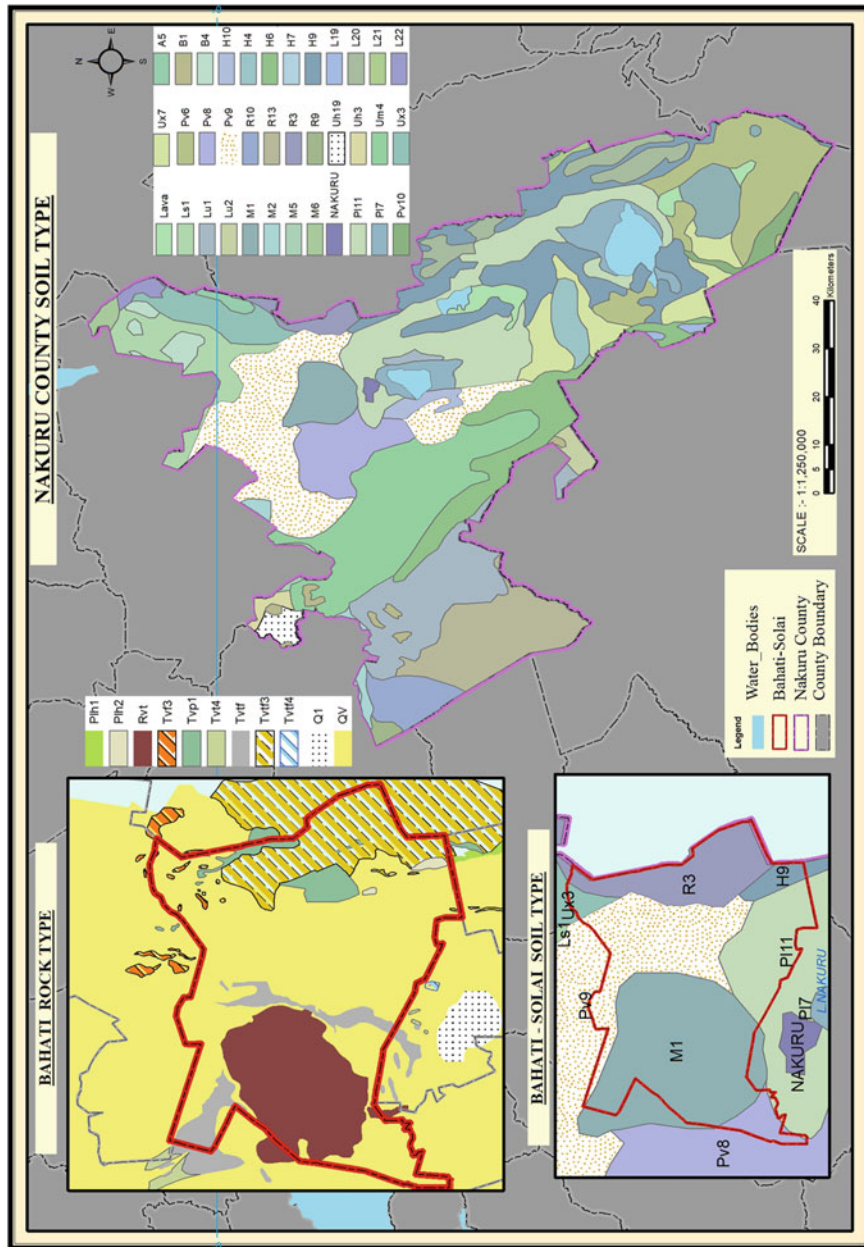 NAKURU COUNTY SOIL TYPE
N
E
S
W
Lava
Ls1
Lu1
Lu2
M1
M2
M5
M6
NAKURU
Pl11
Pl7
Pv10
Ux7
Pv6
Pv8
Pv9
R10
R13
R3
R9
Uh19
Uh3
Um4
Ux3
A5
B1
B4
H10
H4
H6
H7
H9
L19
L20
L21
L22
BAHATI ROCK TYPE
Plh1
Plh2
Rvt
Tvf3
Tvp1
Tvt4
Tvtf
Tvtf3
Tvtf4
Q1
QV
BAHATI - SOLAI SOIL TYPE
Ls1
Ux3
Pv9
R3
M1
H9
Pl11
Pv8
NAKURU
Pl7
L.NAKURU
Legend
Water_Bodies
Bahati-Solai
Nakuru County
County Boundary
SCALE :- 1:1,250,000
0 5 10 20 30 40
Kilometers